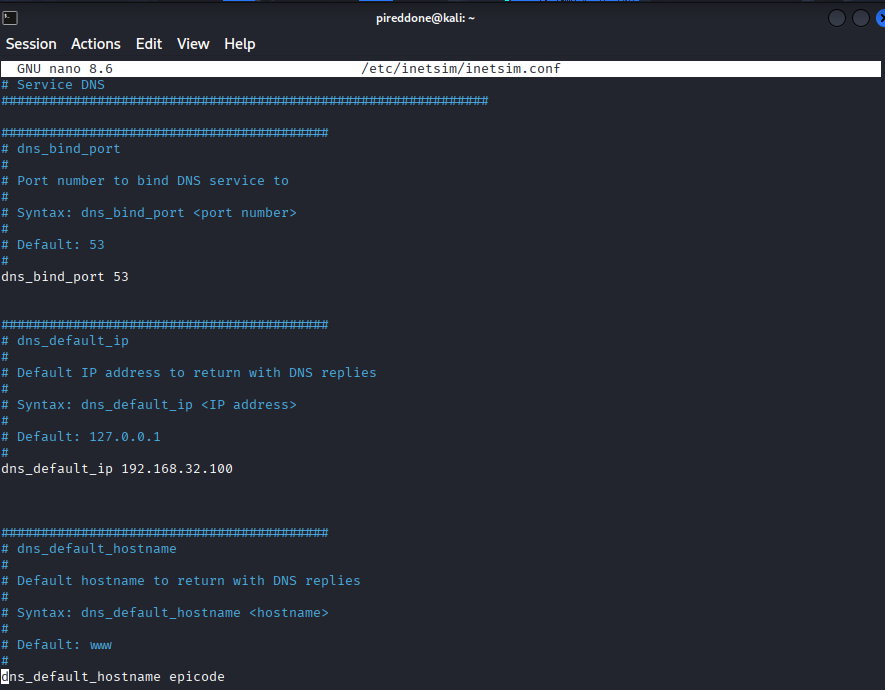 pireddone@kali: ~
Session Actions Edit View Help
GNU nano 8.6 /etc/inetsim/inetsim.conf
# Service DNS
#############################################################

#########################################
# dns_bind_port
#
# Port number to bind DNS service to
#
# Syntax: dns_bind_port <port number>
#
# Default: 53
#
dns_bind_port 53

#########################################
# dns_default_ip
#
# Default IP address to return with DNS replies
#
# Syntax: dns_default_ip <IP address>
#
# Default: 127.0.0.1
#
dns_default_ip 192.168.32.100

#########################################
# dns_default_hostname
#
# Default hostname to return with DNS replies
#
# Syntax: dns_default_hostname <hostname>
#
# Default: www
#
dns_default_hostname epicode